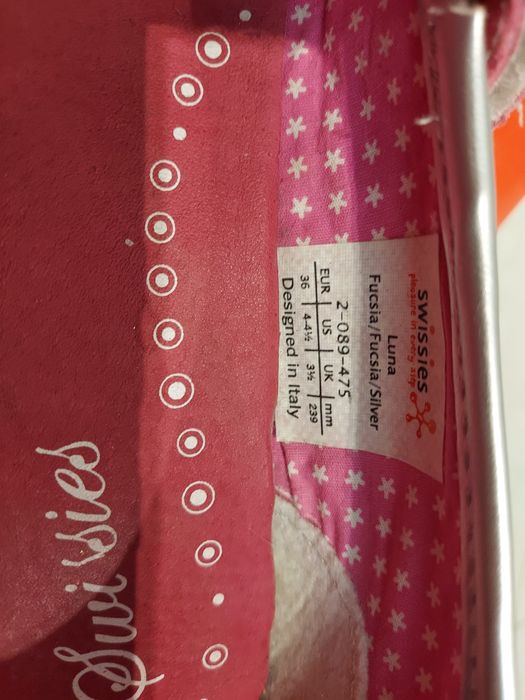 swissies
pleasure in every step
Luna
Fucsia/Fucsia/Silver
2-089-475
EUR US UK mm
36 4-4½ 3½ 239
Designed in Italy
Swissies